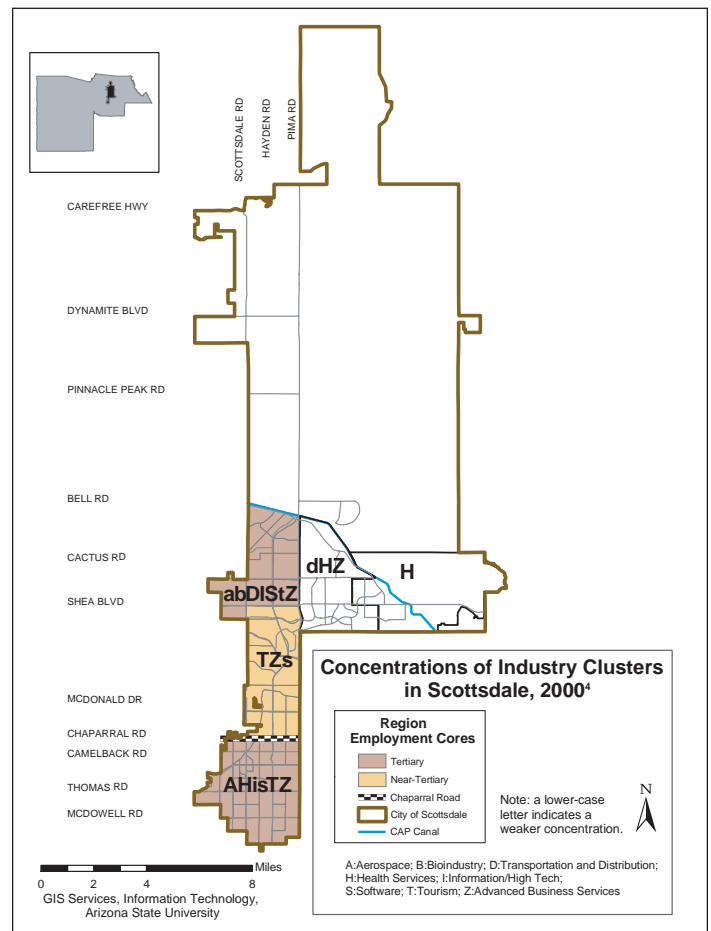 SCOTTSDALE RD
HAYDEN RD
PIMA RD
CAREFREE HWY
DYNAMITE BLVD
PINNACLE PEAK RD
BELL RD
CACTUS RD
SHEA BLVD
MCDONALD DR
CHAPARRAL RD
CAMELBACK RD
THOMAS RD
MCDOWELL RD
dHZ
H
abDIStZ
TZs
AHisTZ
Concentrations of Industry Clusters
in Scottsdale, 2000⁴
Region
Employment Cores
Tertiary
Near-Tertiary
Chaparral Road
City of Scottsdale
CAP Canal
Note: a lower-case
letter indicates a
weaker concentration.
N
A:Aerospace; B:Bioindustry; D:Transportation and Distribution;
H:Health Services; I:Information/High Tech;
S:Software; T:Tourism; Z:Advanced Business Services
Miles
0 2 4 8
GIS Services, Information Technology,
Arizona State University